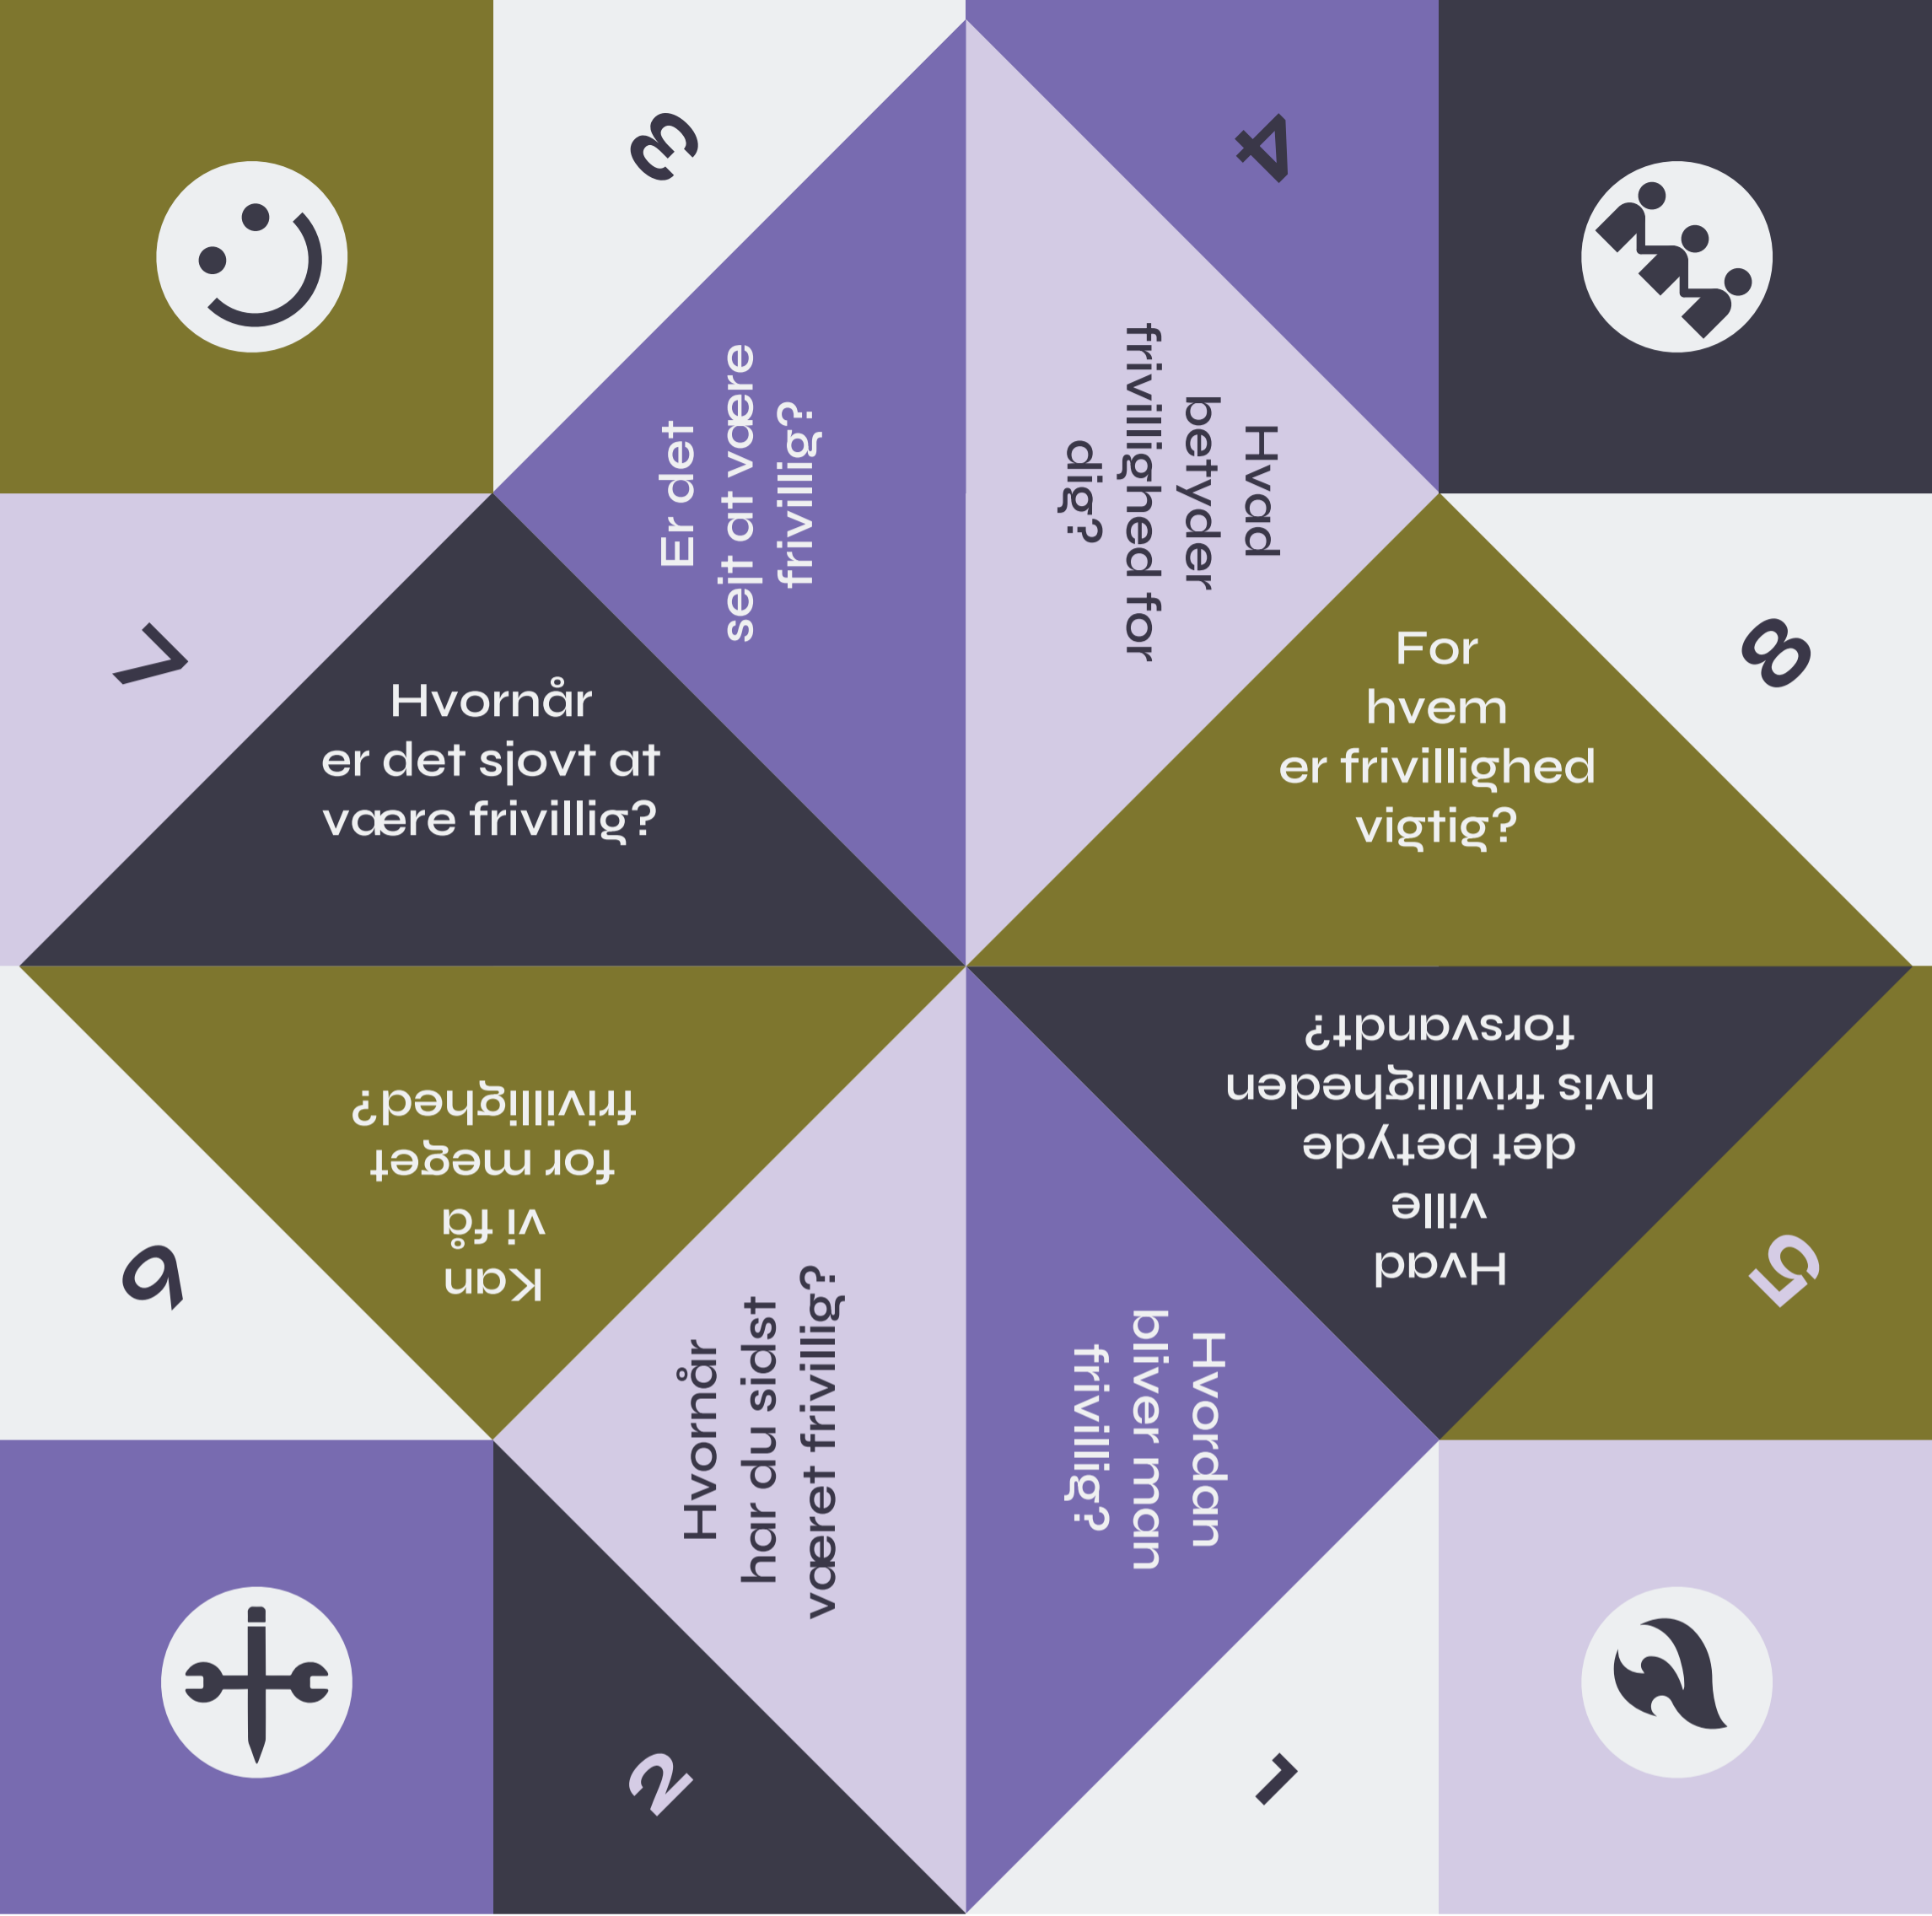 3
4
Er det
sejt at være
frivillig?
Hvad
betyder
frivillighed for
dig?
7
Hvornår
er det det sjovt at
være frivillig?
For
hvem
er frivillighed
vigtig?
8
6
Kan
vi få
for meget
frivillighed?
Hvad
ville
det betyde
hvis frivilligheden
forsvandt?
5
Hvornår
har du sidst
været frivillig?
Hvordan
bliver man
frivillig?
2
1